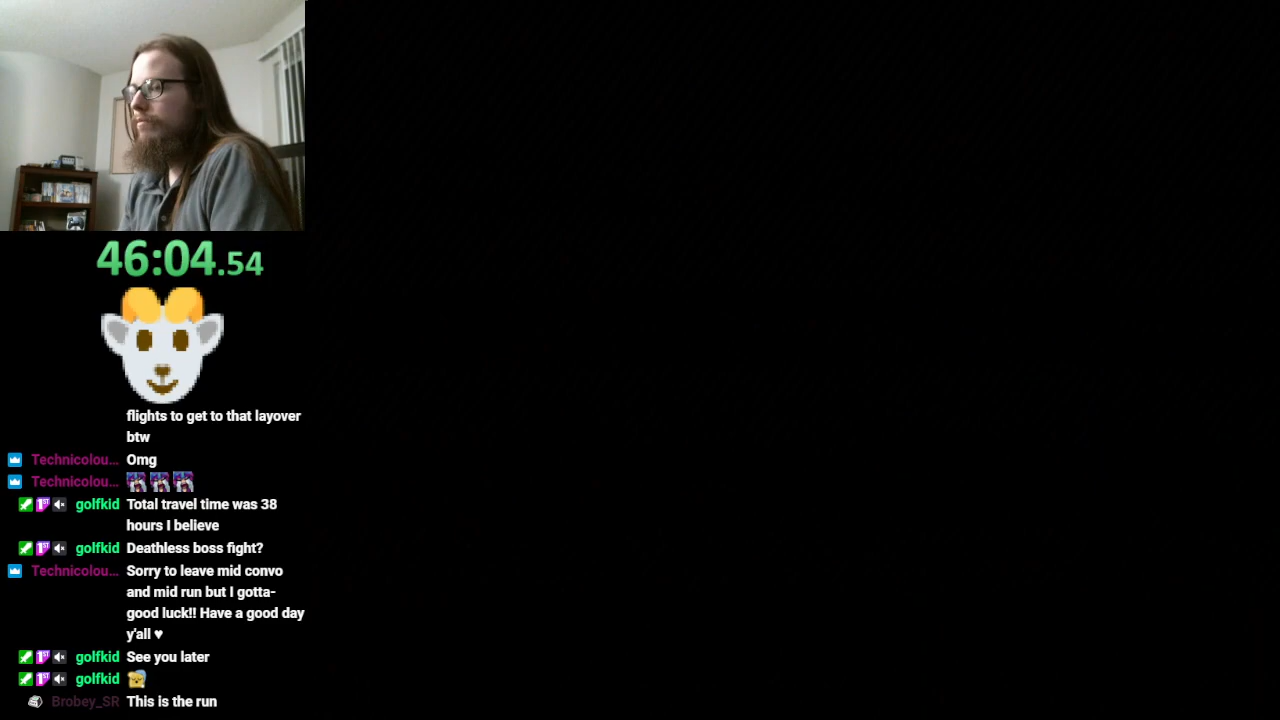 46:04.54
flights to get to that layover
btw
Technicolou... Omg
Technicolou...
golfkid Total travel time was 38
hours I believe
golfkid Deathless boss fight?
Technicolou... Sorry to leave mid convo
and mid run but I gotta-
good luck!! Have a good day
y'all ♥
golfkid See you later
golfkid
Brobey_SR This is the run